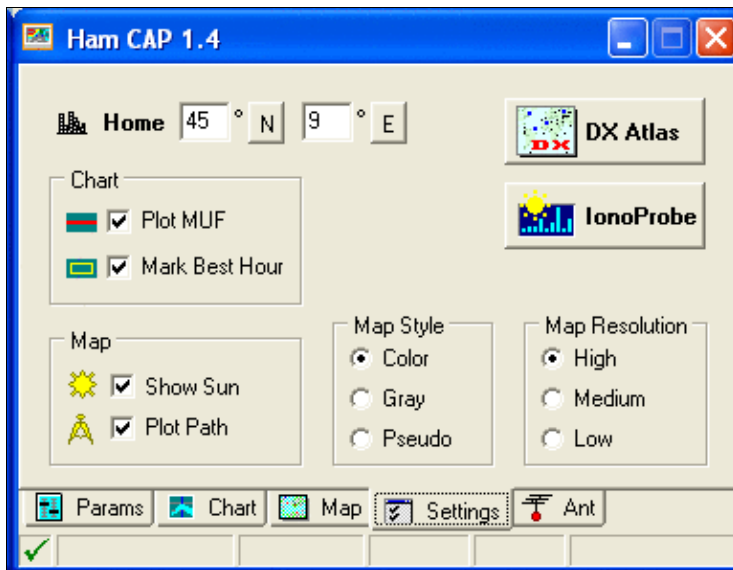 Ham CAP 1.4
Home 45 ° N 9 ° E
DX DX Atlas
IonoProbe
Chart
Plot MUF
Mark Best Hour
Map
Show Sun
Plot Path
Map Style
Color
Gray
Pseudo
Map Resolution
High
Medium
Low
Params Chart Map Settings Ant